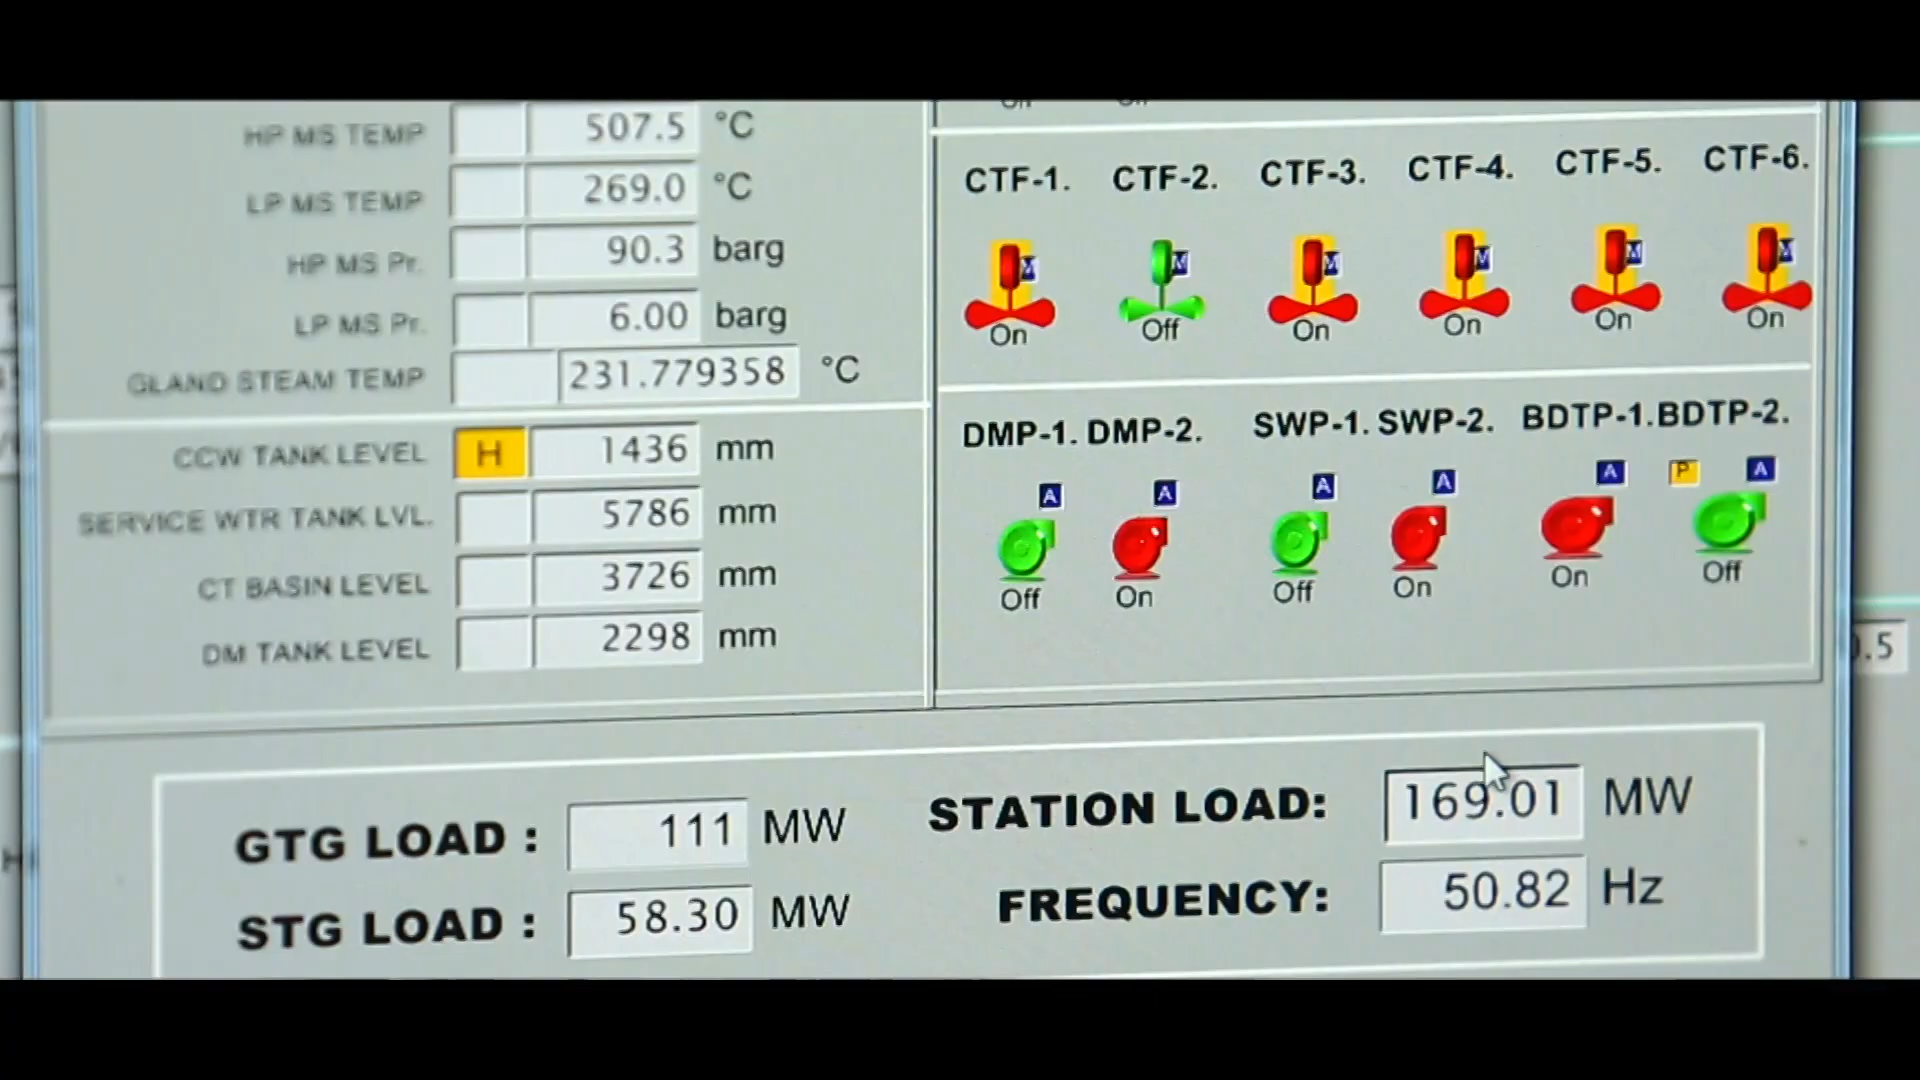 HP MS TEMP 507.5 °C
LP MS TEMP 269.0 °C
HP MS Pr. 90.3 barg
LP MS Pr. 6.00 barg
GLAND STEAM TEMP 231.779358 °C
CCW TANK LEVEL H 1436 mm
SERVICE WTR TANK LVL. 5786 mm
CT BASIN LEVEL 3726 mm
DM TANK LEVEL 2298 mm
CTF-1. CTF-2. CTF-3. CTF-4. CTF-5. CTF-6.
M M M M M M
On Off On On On On
DMP-1. DMP-2. SWP-1. SWP-2. BDTP-1. BDTP-2.
A A A A A P A
Off On Off On On Off
GTG LOAD : 111 MW
STG LOAD : 58.30 MW
STATION LOAD: 169.01 MW
FREQUENCY: 50.82 Hz